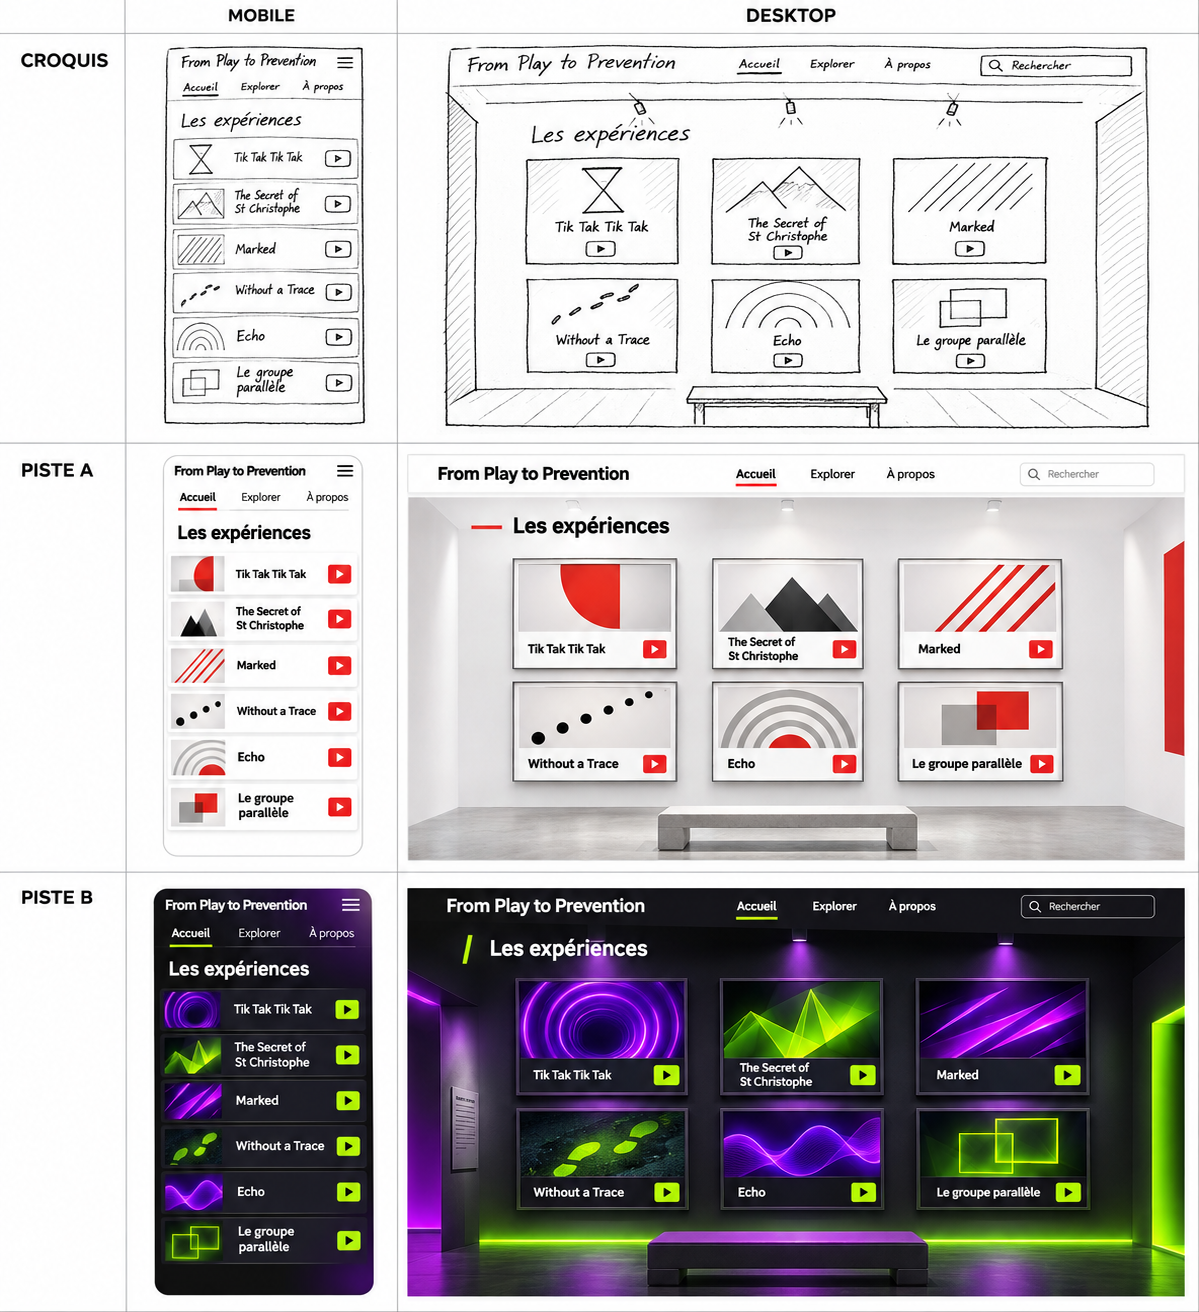 MOBILE
DESKTOP
CROQUIS
From Play to Prevention
Accueil Explorer À propos
Les expériences
Tik Tak Tik Tak
The Secret of
St Christophe
Marked
Without a Trace
Echo
Le groupe
parallèle
From Play to Prevention Accueil Explorer À propos Rechercher
Les expériences
Tik Tak Tik Tak
The Secret of
St Christophe
Marked
Without a Trace
Echo
Le groupe parallèle
PISTE A
From Play to Prevention
Accueil Explorer À propos
Les expériences
Tik Tak Tik Tak
The Secret of
St Christophe
Marked
Without a Trace
Echo
Le groupe
parallèle
From Play to Prevention Accueil Explorer À propos Rechercher
Les expériences
Tik Tak Tik Tak
The Secret of
St Christophe
Marked
Without a Trace
Echo
Le groupe parallèle
PISTE B
From Play to Prevention
Accueil Explorer À propos
Les expériences
Tik Tak Tik Tak
The Secret of
St Christophe
Marked
Without a Trace
Echo
Le groupe
parallèle
From Play to Prevention Accueil Explorer À propos Rechercher
Les expériences
Tik Tak Tik Tak
The Secret of
St Christophe
Marked
Without a Trace
Echo
Le groupe parallèle